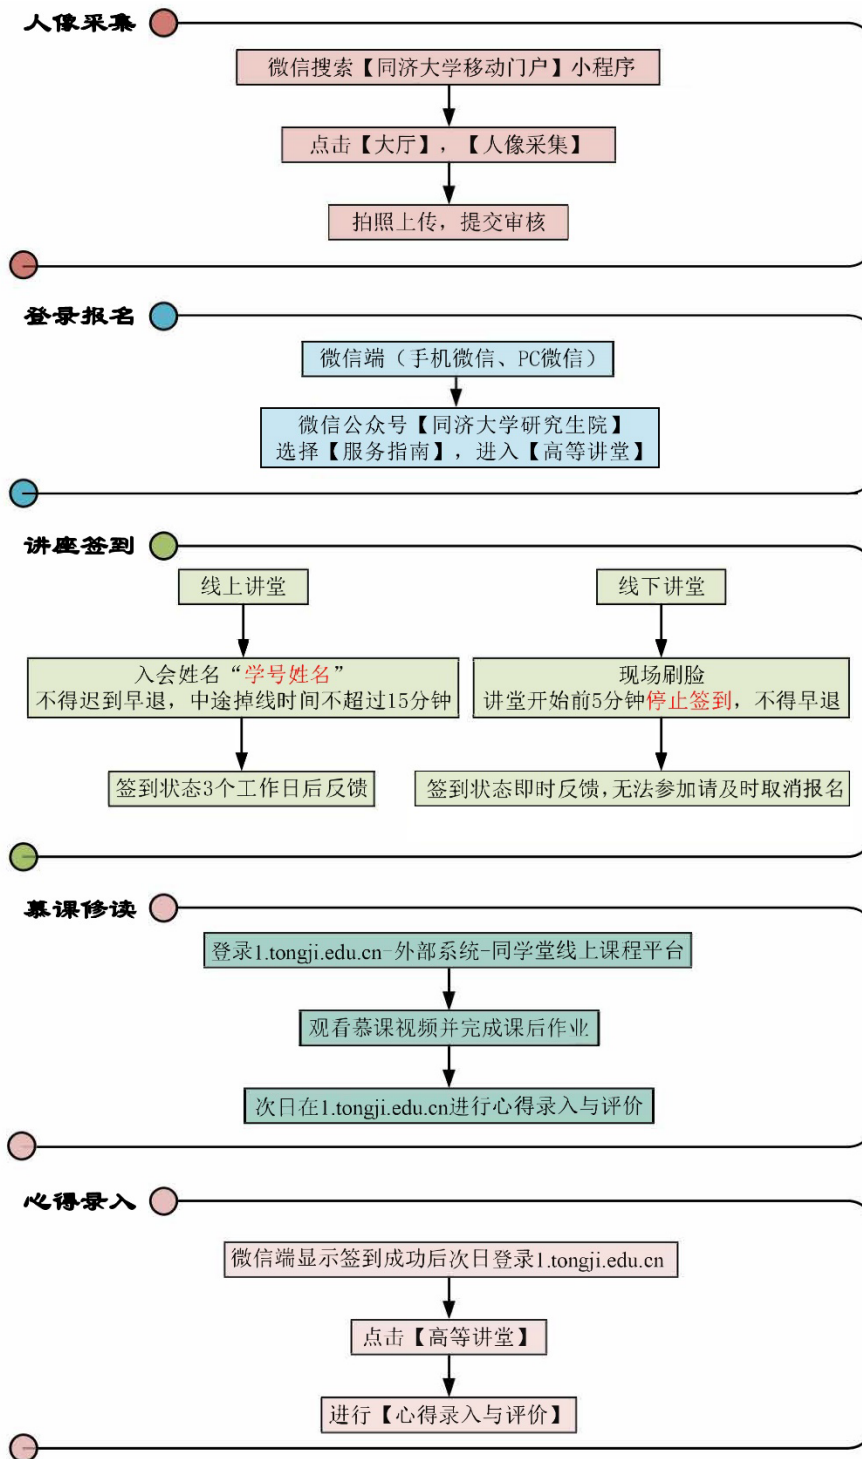 人像采集
微信搜索【同济大学移动门户】小程序
点击【大厅】，【人像采集】
拍照上传，提交审核
登录报名
微信端（手机微信、PC微信）
微信公众号【同济大学研究生院】
选择【服务指南】，进入【高等讲堂】
讲座签到
线上讲堂
入会姓名“学号姓名”
不得迟到早退，中途掉线时间不超过15分钟
签到状态3个工作日后反馈
线下讲堂
现场刷脸
讲堂开始前5分钟停止签到，不得早退
签到状态即时反馈，无法参加请及时取消报名
慕课修读
登录1.tongji.edu.cn-外部系统-同学堂线上课程平台
观看慕课视频并完成课后作业
次日在1.tongji.edu.cn进行心得录入与评价
心得录入
微信端显示签到成功后次日登录1.tongji.edu.cn
点击【高等讲堂】
进行【心得录入与评价】